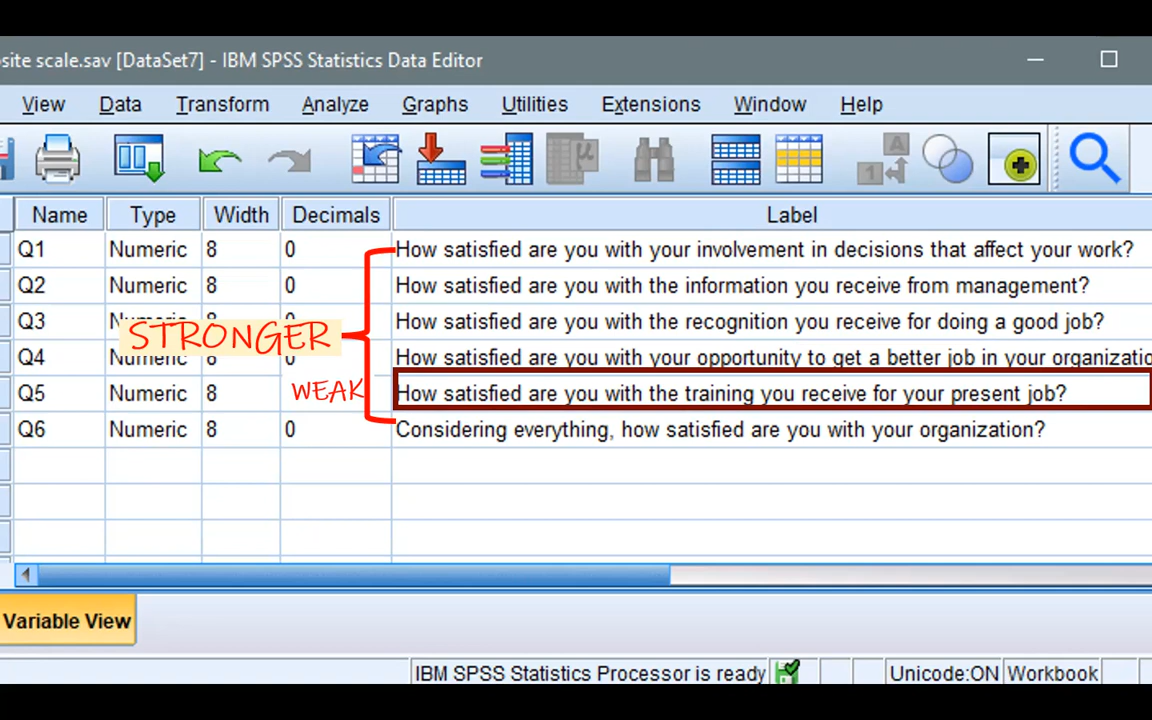 site scale.sav [DataSet7] - IBM SPSS Statistics Data Editor
View Data Transform Analyze Graphs Utilities Extensions Window Help
Name Type Width Decimals Label
Q1 Numeric 8 0 How satisfied are you with your involvement in decisions that affect your work?
Q2 Numeric 8 0 How satisfied are you with the information you receive from management?
Q3 Numeric 8 0 How satisfied are you with the recognition you receive for doing a good job?
STRONGER
Q4 Numeric 8 0 How satisfied are you with your opportunity to get a better job in your organizatio
WEAK
Q5 Numeric 8 How satisfied are you with the training you receive for your present job?
Q6 Numeric 8 0 Considering everything, how satisfied are you with your organization?
Variable View
IBM SPSS Statistics Processor is ready Unicode:ON Workbook